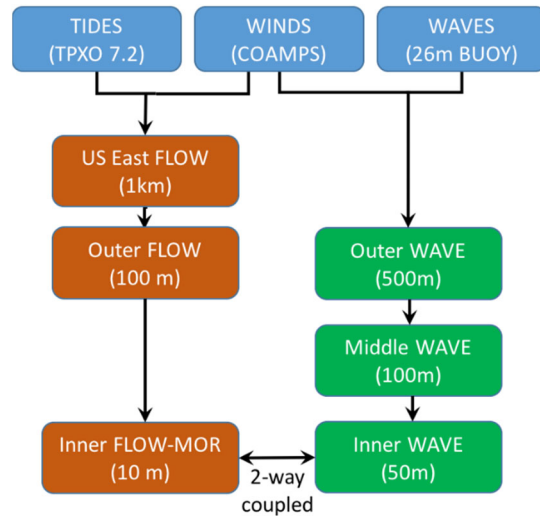 TIDES
(TPXO 7.2)
WINDS
(COAMPS)
WAVES
(26m BUOY)
US East FLOW
(1km)
Outer FLOW
(100 m)
Outer WAVE
(500m)
Middle WAVE
(100m)
Inner FLOW-MOR
(10 m)
2-way
coupled
Inner WAVE
(50m)